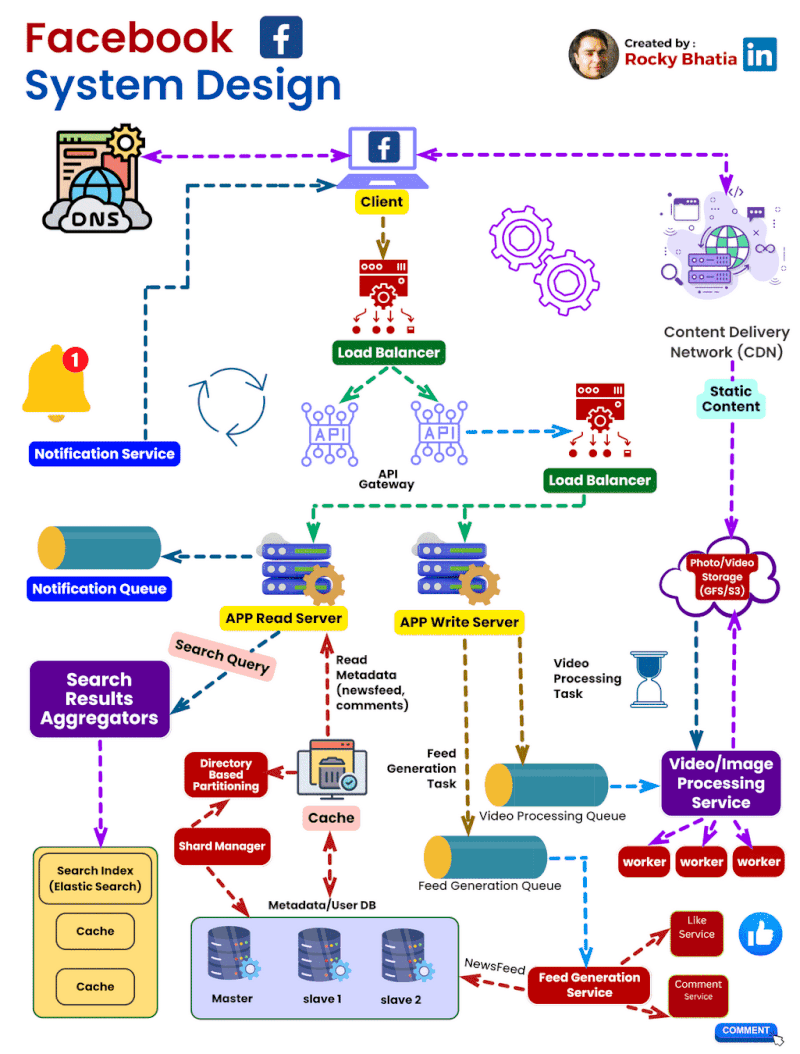 Facebook
f
System Design
Created by :
Rocky Bhatia
in
DNS
f
Client
</>
Load Balancer
Content Delivery
Network (CDN)
1
Static
Content
API
API
Notification Service
API
Gateway
Load Balancer
Notification Queue
APP Read Server
APP Write Server
Photo/Video
Storage
(GFS/S3)
Search Query
Read
Metadata
(newsfeed,
comments)
Video
Processing
Task
Search
Results
Aggregators
Directory
Based
Partitioning
Feed
Generation
Task
Video/Image
Processing
Service
Cache
Video Processing Queue
Shard Manager
worker
worker
worker
Search Index
(Elastic Search)
Cache
Cache
Feed Generation Queue
Metadata/User DB
Master
slave 1
slave 2
NewsFeed
Feed Generation
Service
Like
Service
Comment
Service
COMMENT